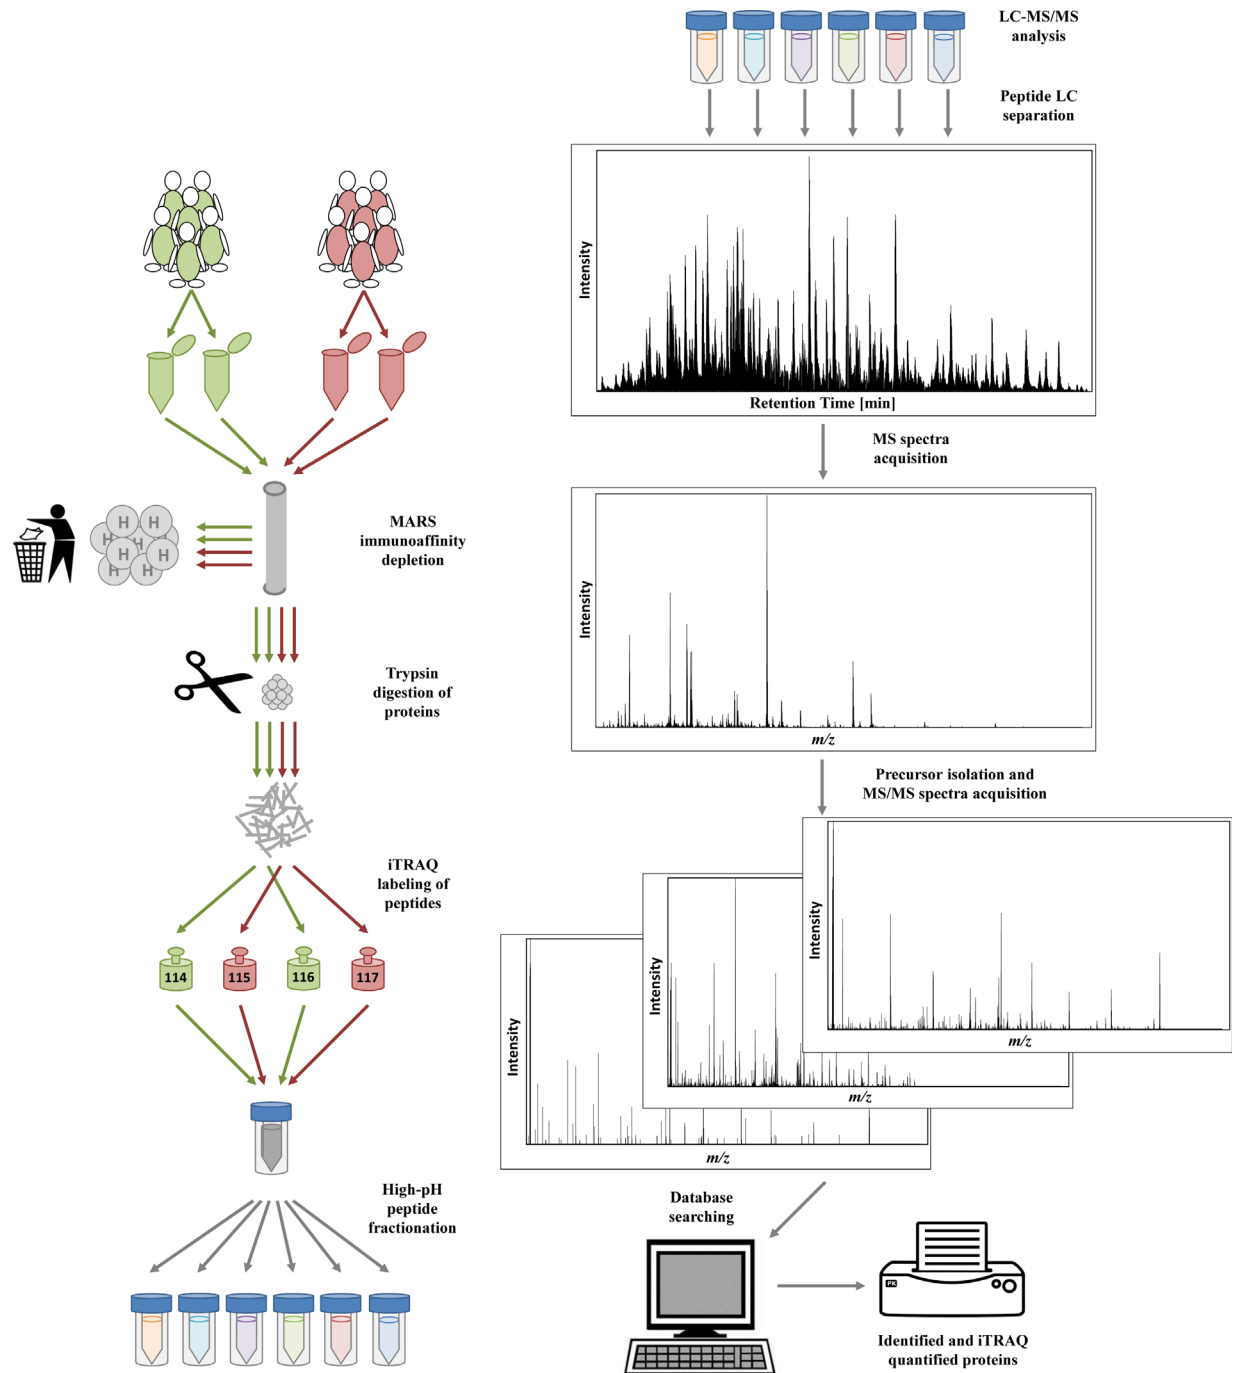 MARS
immunoaffinity
depletion
H
H
H
H
H
H
H
H
H
Trypsin
digestion of
proteins
iTRAQ
labeling of
peptides
114
115
116
117
High-pH
peptide
fractionation
LC-MS/MS
analysis
Peptide LC
separation
Intensity
Retention Time [min]
MS spectra
acquisition
Intensity
m/z
Precursor isolation and
MS/MS spectra acquisition
Intensity
m/z
Intensity
m/z
Intensity
m/z
Database
searching
PK
Identified and iTRAQ
quantified proteins